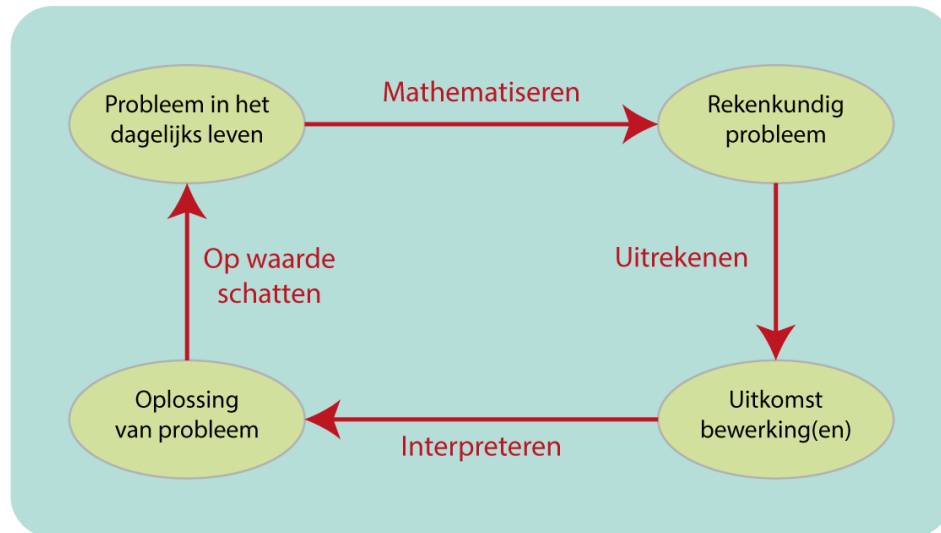 Probleem in het
dagelijks leven
Mathematiseren
Rekenkundig
probleem
Uitrekenen
Op waarde
schatten
Oplossing
van probleem
Interpreteren
Uitkomst
bewerking(en)